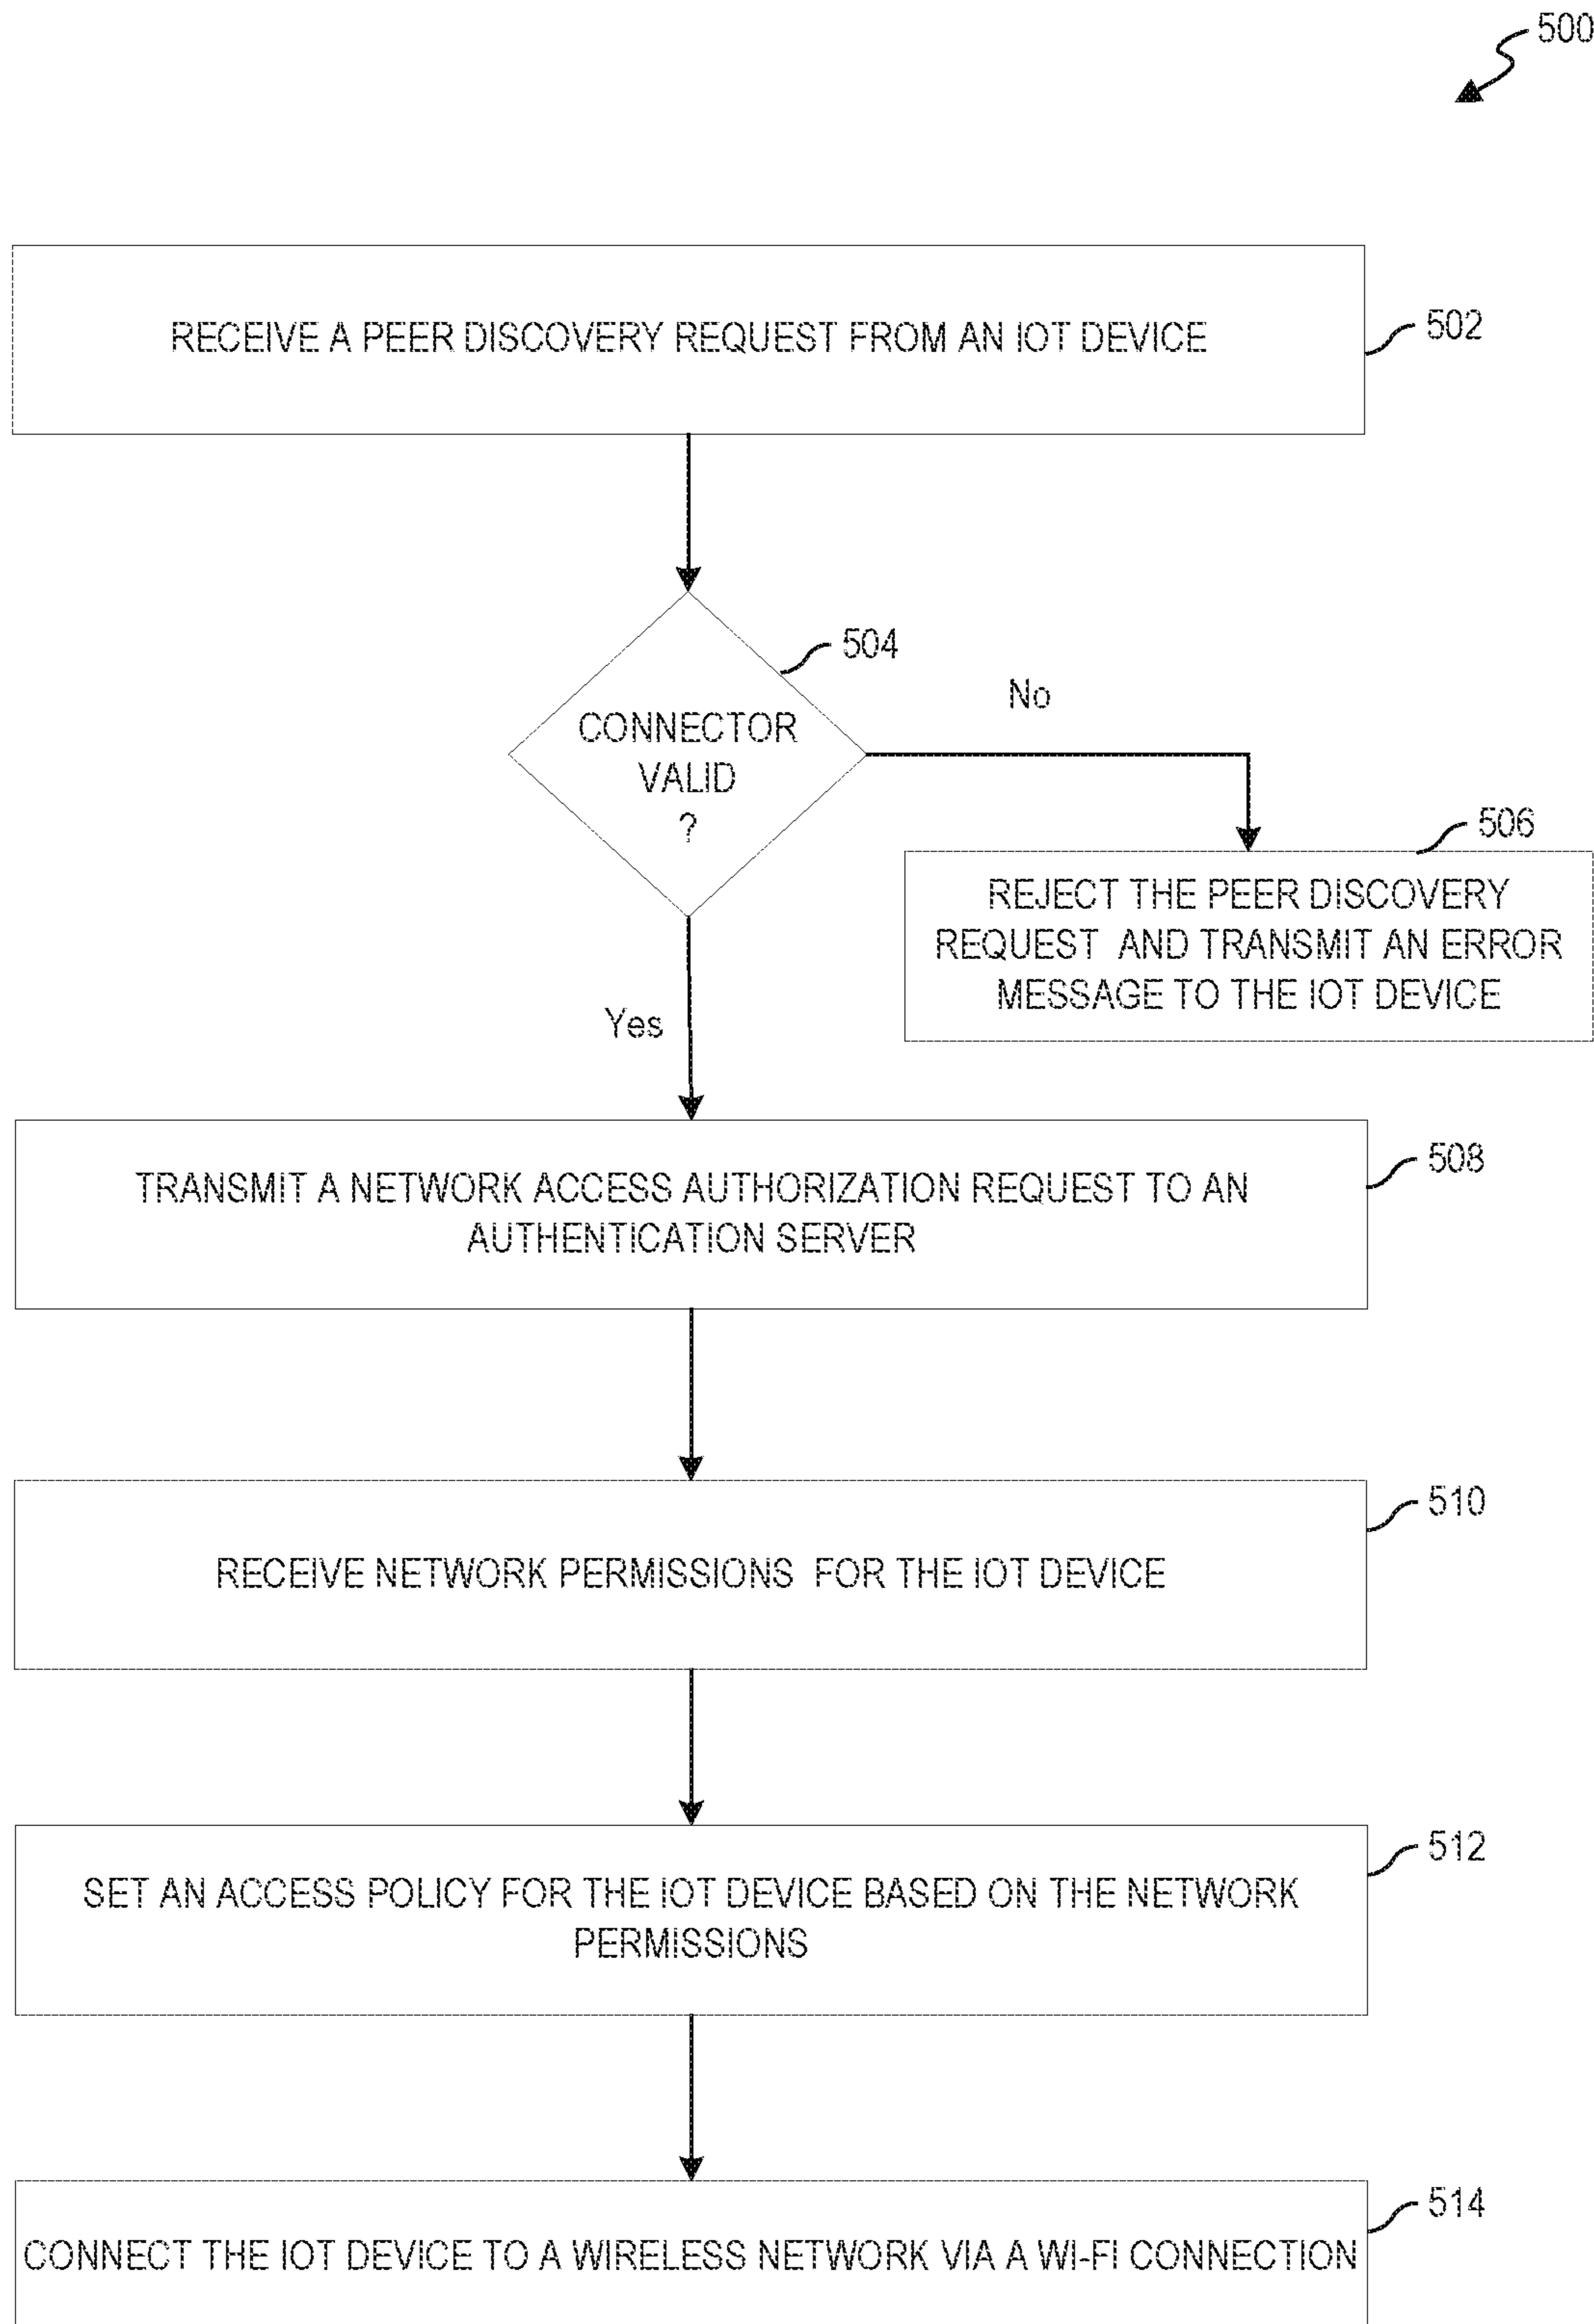 500
RECEIVE A PEER DISCOVERY REQUEST FROM AN IOT DEVICE
502
504
CONNECTOR
VALID
?
No
506
REJECT THE PEER DISCOVERY
REQUEST AND TRANSMIT AN ERROR
MESSAGE TO THE IOT DEVICE
Yes
508
TRANSMIT A NETWORK ACCESS AUTHORIZATION REQUEST TO AN
AUTHENTICATION SERVER
510
RECEIVE NETWORK PERMISSIONS FOR THE IOT DEVICE
512
SET AN ACCESS POLICY FOR THE IOT DEVICE BASED ON THE NETWORK
PERMISSIONS
514
CONNECT THE IOT DEVICE TO A WIRELESS NETWORK VIA A WI-FI CONNECTION